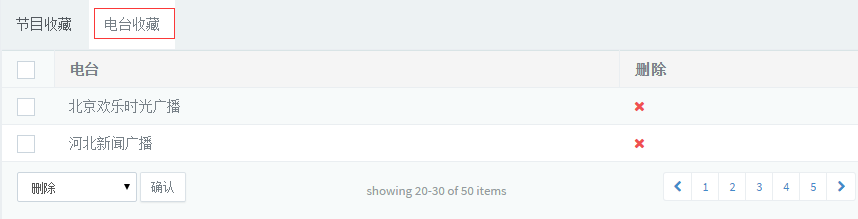 节目收藏 电台收藏
电台 删除
北京欢乐时光广播
河北新闻广播
删除 确认 showing 20-30 of 50 items 1 2 3 4 5